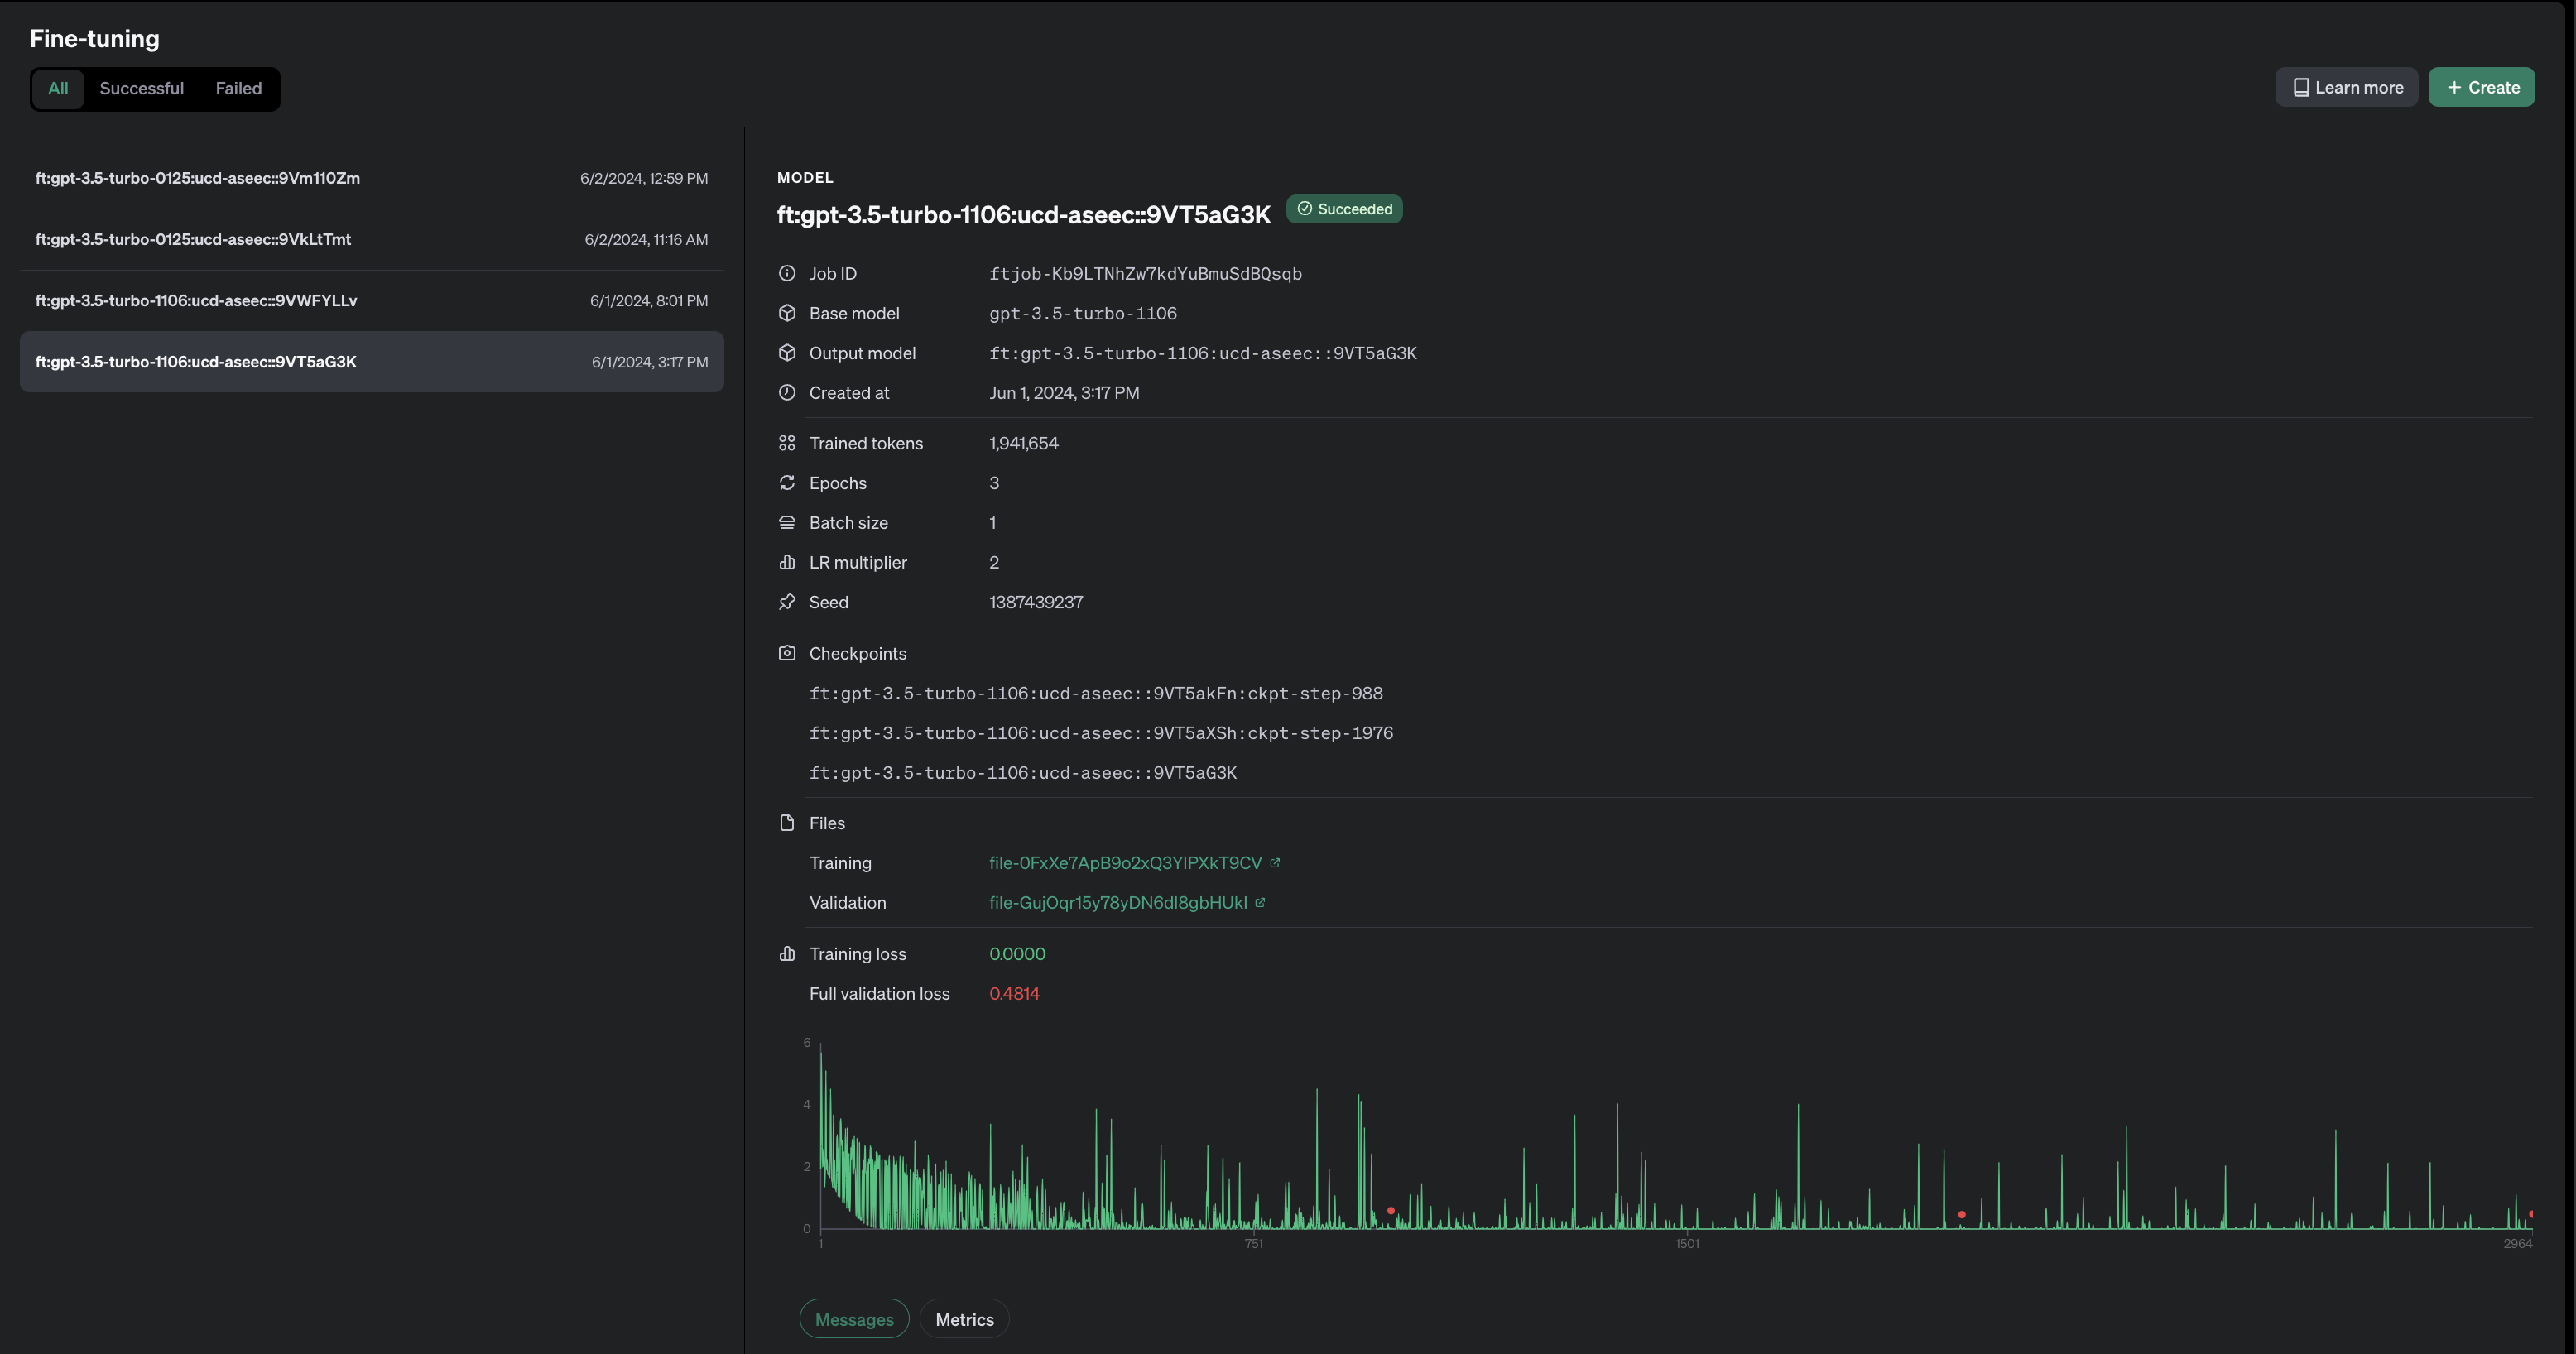 Fine-tuning
All Successful Failed
Learn more
+ Create
ft:gpt-3.5-turbo-0125:ucd-aseec::9Vm110Zm 6/2/2024, 12:59 PM
ft:gpt-3.5-turbo-0125:ucd-aseec::9VkLtTmt 6/2/2024, 11:16 AM
ft:gpt-3.5-turbo-1106:ucd-aseec::9VWFYLLv 6/1/2024, 8:01 PM
ft:gpt-3.5-turbo-1106:ucd-aseec::9VT5aG3K 6/1/2024, 3:17 PM
MODEL
ft:gpt-3.5-turbo-1106:ucd-aseec::9VT5aG3K Succeeded
Job ID ftjob-Kb9LTNhZw7kdYuBmuSdBQsqb
Base model gpt-3.5-turbo-1106
Output model ft:gpt-3.5-turbo-1106:ucd-aseec::9VT5aG3K
Created at Jun 1, 2024, 3:17 PM
Trained tokens 1,941,654
Epochs 3
Batch size 1
LR multiplier 2
Seed 1387439237
Checkpoints
ft:gpt-3.5-turbo-1106:ucd-aseec::9VT5akFn:ckpt-step-988
ft:gpt-3.5-turbo-1106:ucd-aseec::9VT5aXSh:ckpt-step-1976
ft:gpt-3.5-turbo-1106:ucd-aseec::9VT5aG3K
Files
Training file-0FxXe7ApB9o2xQ3YIPXkT9CV
Validation file-GujOqr15y78yDN6dI8gbHUkI
Training loss 0.0000
Full validation loss 0.4814
6
4
2
0
1 751 1501 2964
Messages Metrics